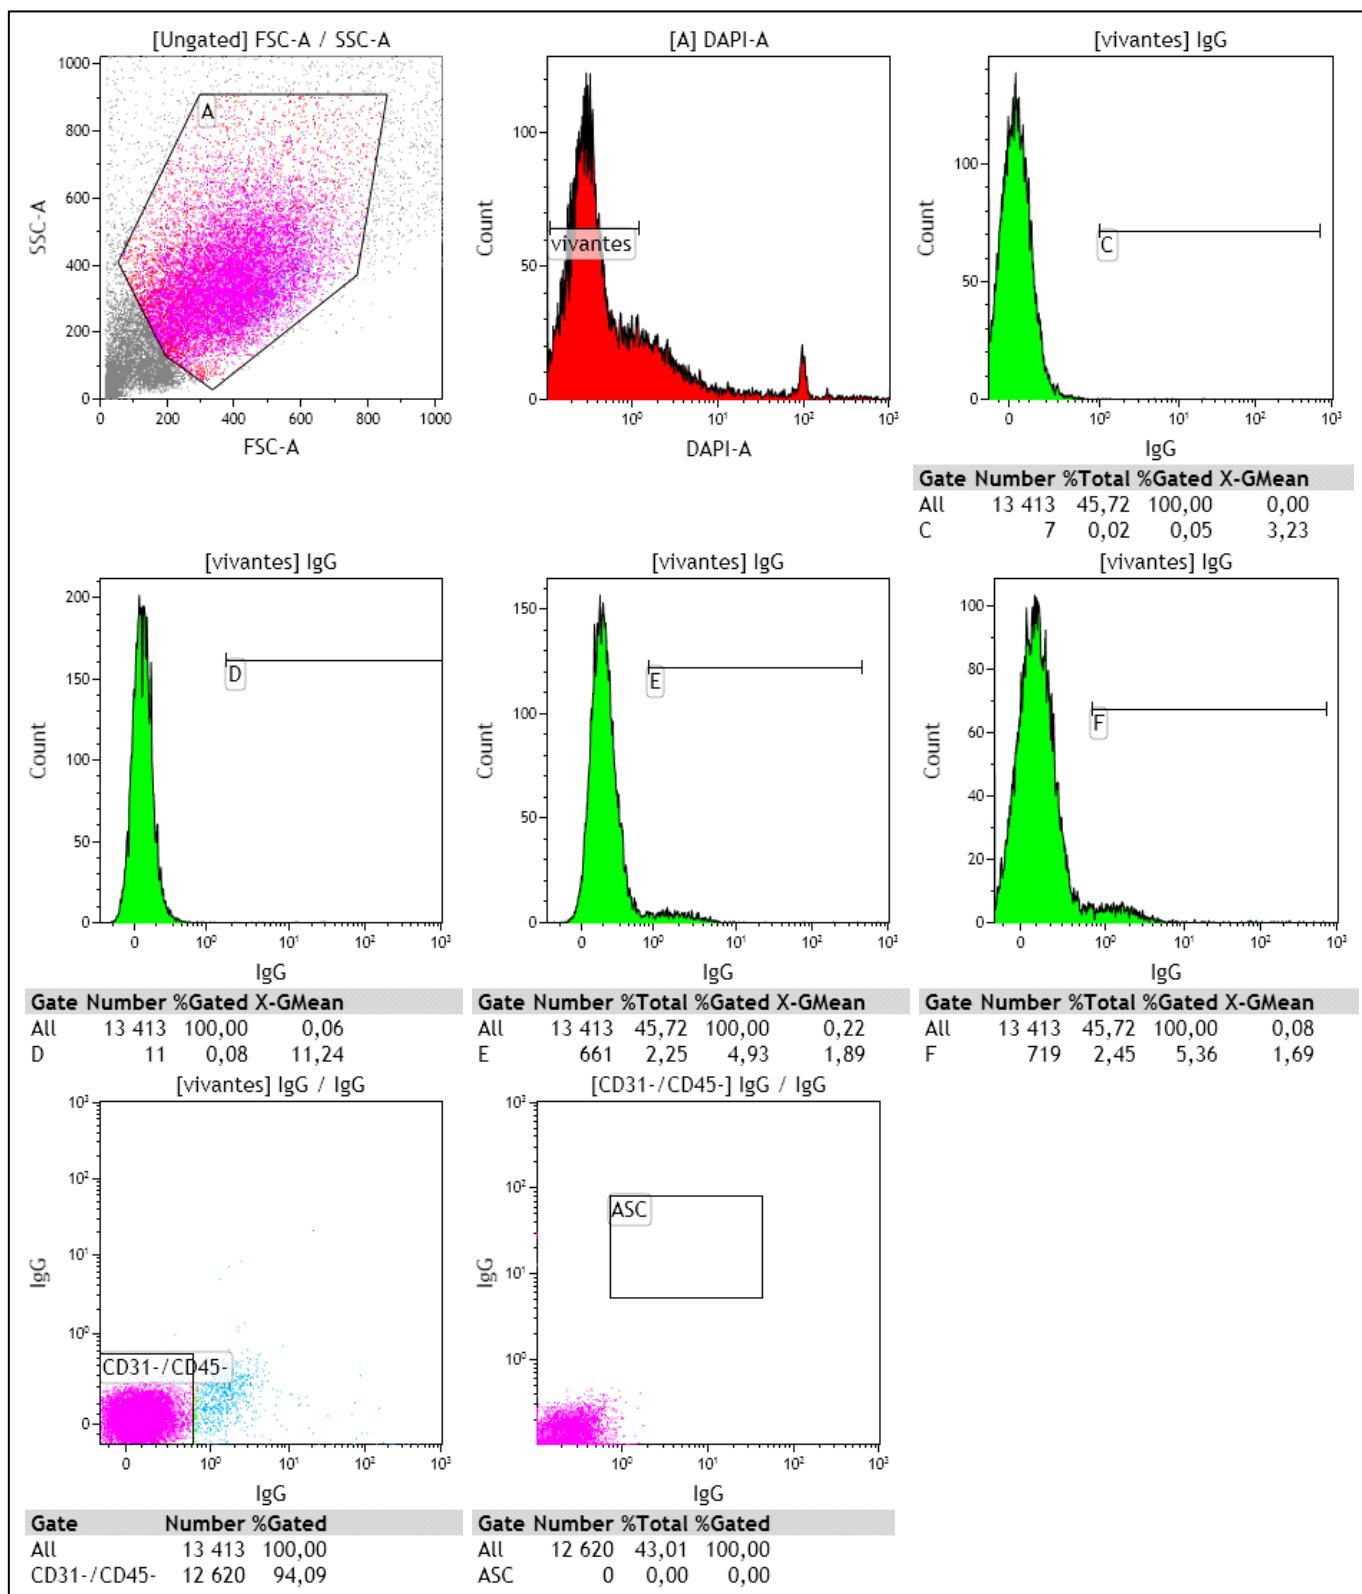 [Ungated] FSC-A / SSC-A
1000
800
600
400
200
0
SSC-A
A
0 200 400 600 800 1000
FSC-A
[A] DAPI-A
100
50
0
Count
vivantes
10⁰ 10¹ 10² 10³
DAPI-A
[vivantes] IgG
100
50
0
Count
C
0 10⁰ 10¹ 10² 10³
IgG
Gate Number %Total %Gated X-GMean
All 13 413 45,72 100,00 0,00
C 7 0,02 0,05 3,23
[vivantes] IgG
200
150
100
50
0
Count
D
0 10⁰ 10¹ 10² 10³
IgG
Gate Number %Gated X-GMean
All 13 413 100,00 0,06
D 11 0,08 11,24
[vivantes] IgG
150
100
50
0
Count
E
0 10⁰ 10¹ 10² 10³
IgG
Gate Number %Total %Gated X-GMean
All 13 413 45,72 100,00 0,22
E 661 2,25 4,93 1,89
[vivantes] IgG
100
80
60
40
20
0
Count
F
0 10⁰ 10¹ 10² 10³
IgG
Gate Number %Total %Gated X-GMean
All 13 413 45,72 100,00 0,08
F 719 2,45 5,36 1,69
[vivantes] IgG / IgG
10³
10²
10¹
10⁰
0
IgG
CD31-/CD45-
0 10⁰ 10¹ 10² 10³
IgG
Gate Number %Gated
All 13 413 100,00
CD31-/CD45- 12 620 94,09
[CD31-/CD45-] IgG / IgG
10³
10²
10¹
10⁰
IgG
ASC
10⁰ 10¹ 10² 10³
IgG
Gate Number %Total %Gated
All 12 620 43,01 100,00
ASC 0 0,00 0,00